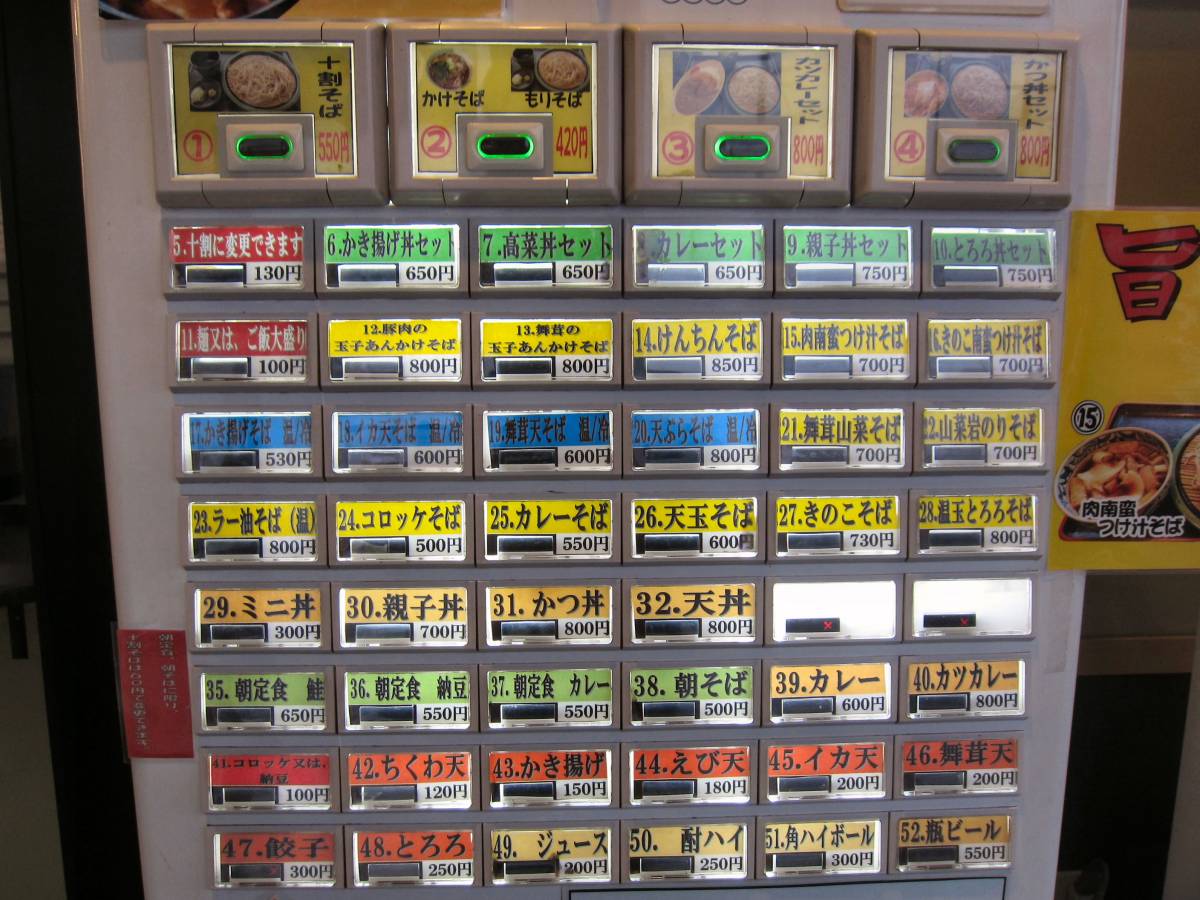 十割そば
①
550円
かけそば
もりそば
②
420円
カツカレーセット
③
800円
かつ丼セット
④
800円
5.十割に変更できます
130円
6.かき揚げ丼セット
650円
7.高菜丼セット
650円
8.カレーセット
650円
9.親子丼セット
750円
10.とろろ丼セット
750円
11.麺又は、ご飯大盛り
100円
12.豚肉の
玉子あんかけそば
800円
13.舞茸の
玉子あんかけそば
800円
14.けんちんそば
850円
15.肉南蛮つけ汁そば
700円
16.きのこ南蛮つけ汁そば
700円
17.かき揚げそば 温/冷
530円
18.イカ天そば 温/冷
600円
19.舞茸天そば 温/冷
600円
20.天ぷらそば 温/冷
800円
21.舞茸山菜そば
700円
22.山菜岩のりそば
700円
23.ラー油そば(温)
800円
24.コロッケそば
500円
25.カレーそば
550円
26.天玉そば
600円
27.きのこそば
730円
28.温玉とろろそば
800円
29.ミニ丼
300円
30.親子丼
700円
31.かつ丼
800円
32.天丼
800円
35.朝定食 鮭
650円
36.朝定食 納豆
550円
37.朝定食 カレー
550円
38.朝そば
500円
39.カレー
600円
40.カツカレー
800円
41.コロッケ又は、
納豆
100円
42.ちくわ天
120円
43.かき揚げ
150円
44.えび天
180円
45.イカ天
200円
46.舞茸天
200円
47.餃子
300円
48.とろろ
250円
49.ジュース
200円
50.酎ハイ
250円
51.角ハイボール
300円
52.瓶ビール
550円
朝定食、朝そばに限り、
十割そばは60円で変更できます。
旨
⑮
肉南蛮
つけ汁そば